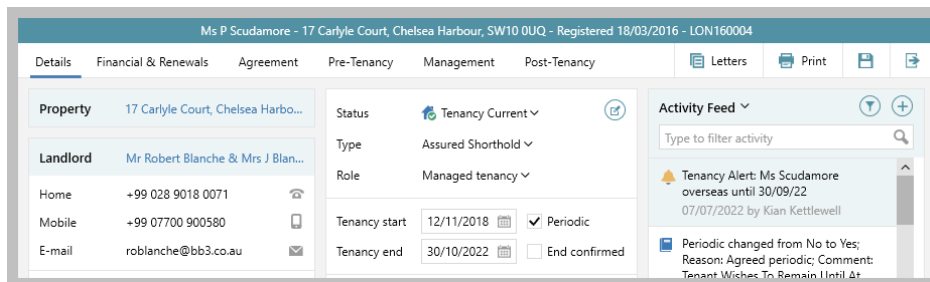 Ms P Scudamore - 17 Carlyle Court, Chelsea Harbour, SW10 0UQ - Registered 18/03/2016 - LON160004
Details Financial & Renewals Agreement Pre-Tenancy Management Post-Tenancy Letters Print
Property 17 Carlyle Court, Chelsea Harbo...
Landlord Mr Robert Blanche & Mrs J Blan...
Home +99 028 9018 0071
Mobile +99 07700 900580
E-mail roblanche@bb3.co.au
Status Tenancy Current
Type Assured Shorthold
Role Managed tenancy
Tenancy start 12/11/2018 Periodic
Tenancy end 30/10/2022 End confirmed
Activity Feed
Type to filter activity
Tenancy Alert: Ms Scudamore
overseas until 30/09/22
07/07/2022 by Kian Kettlewell
Periodic changed from No to Yes;
Reason: Agreed periodic; Comment:
Tenant Wishes To Remain Until At